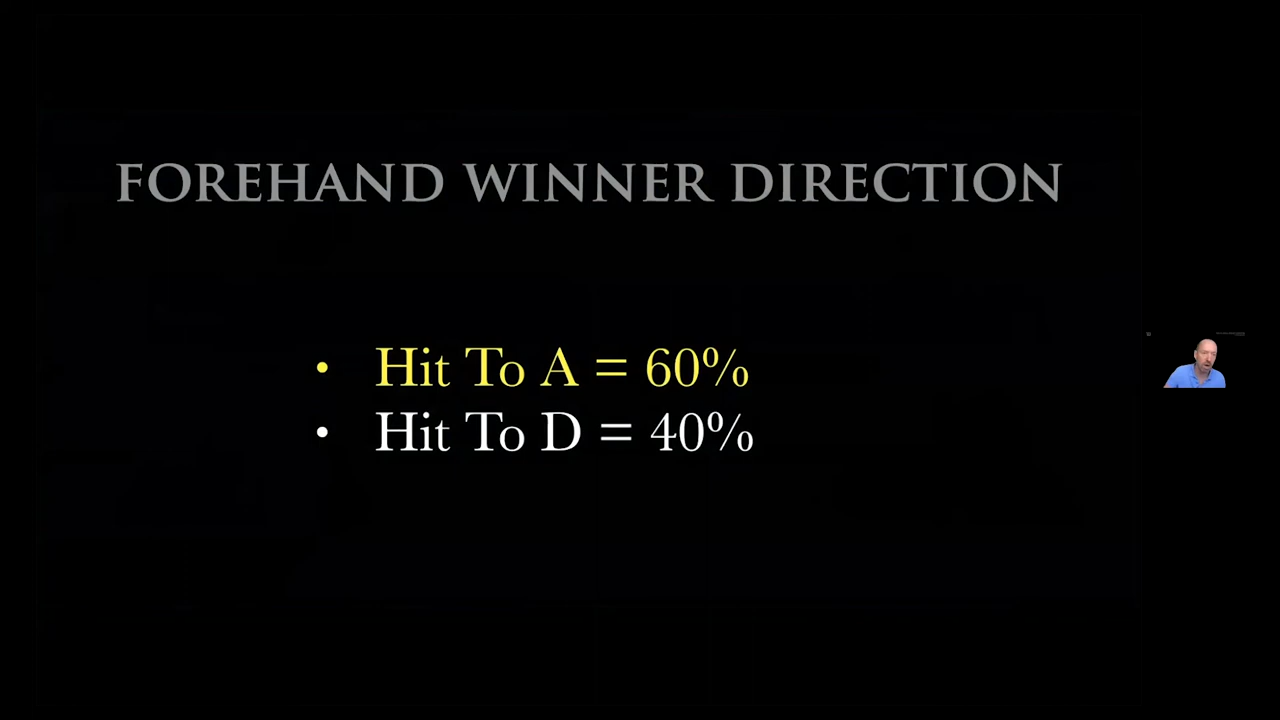 FOREHAND WINNER DIRECTION
• Hit To A = 60%
• Hit To D = 40%